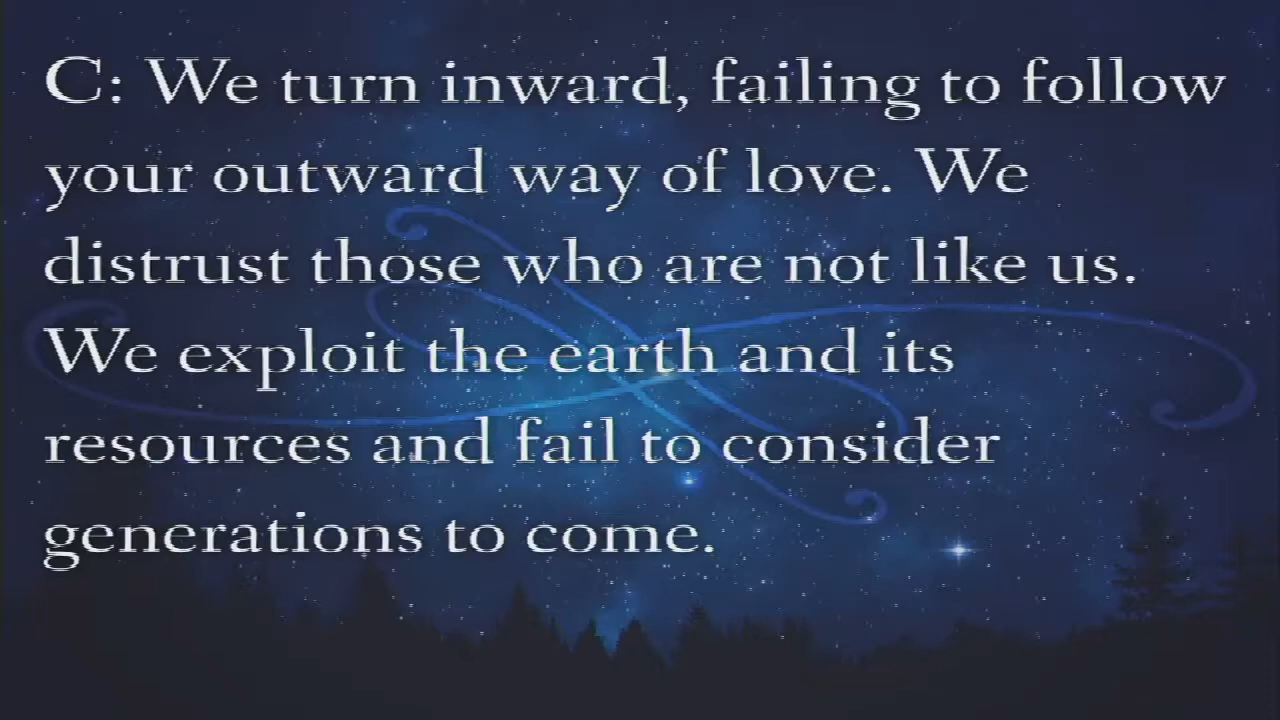 C: We turn inward, failing to follow
your outward way of love. We
distrust those who are not like us.
We exploit the earth and its
resources and fail to consider
generations to come.